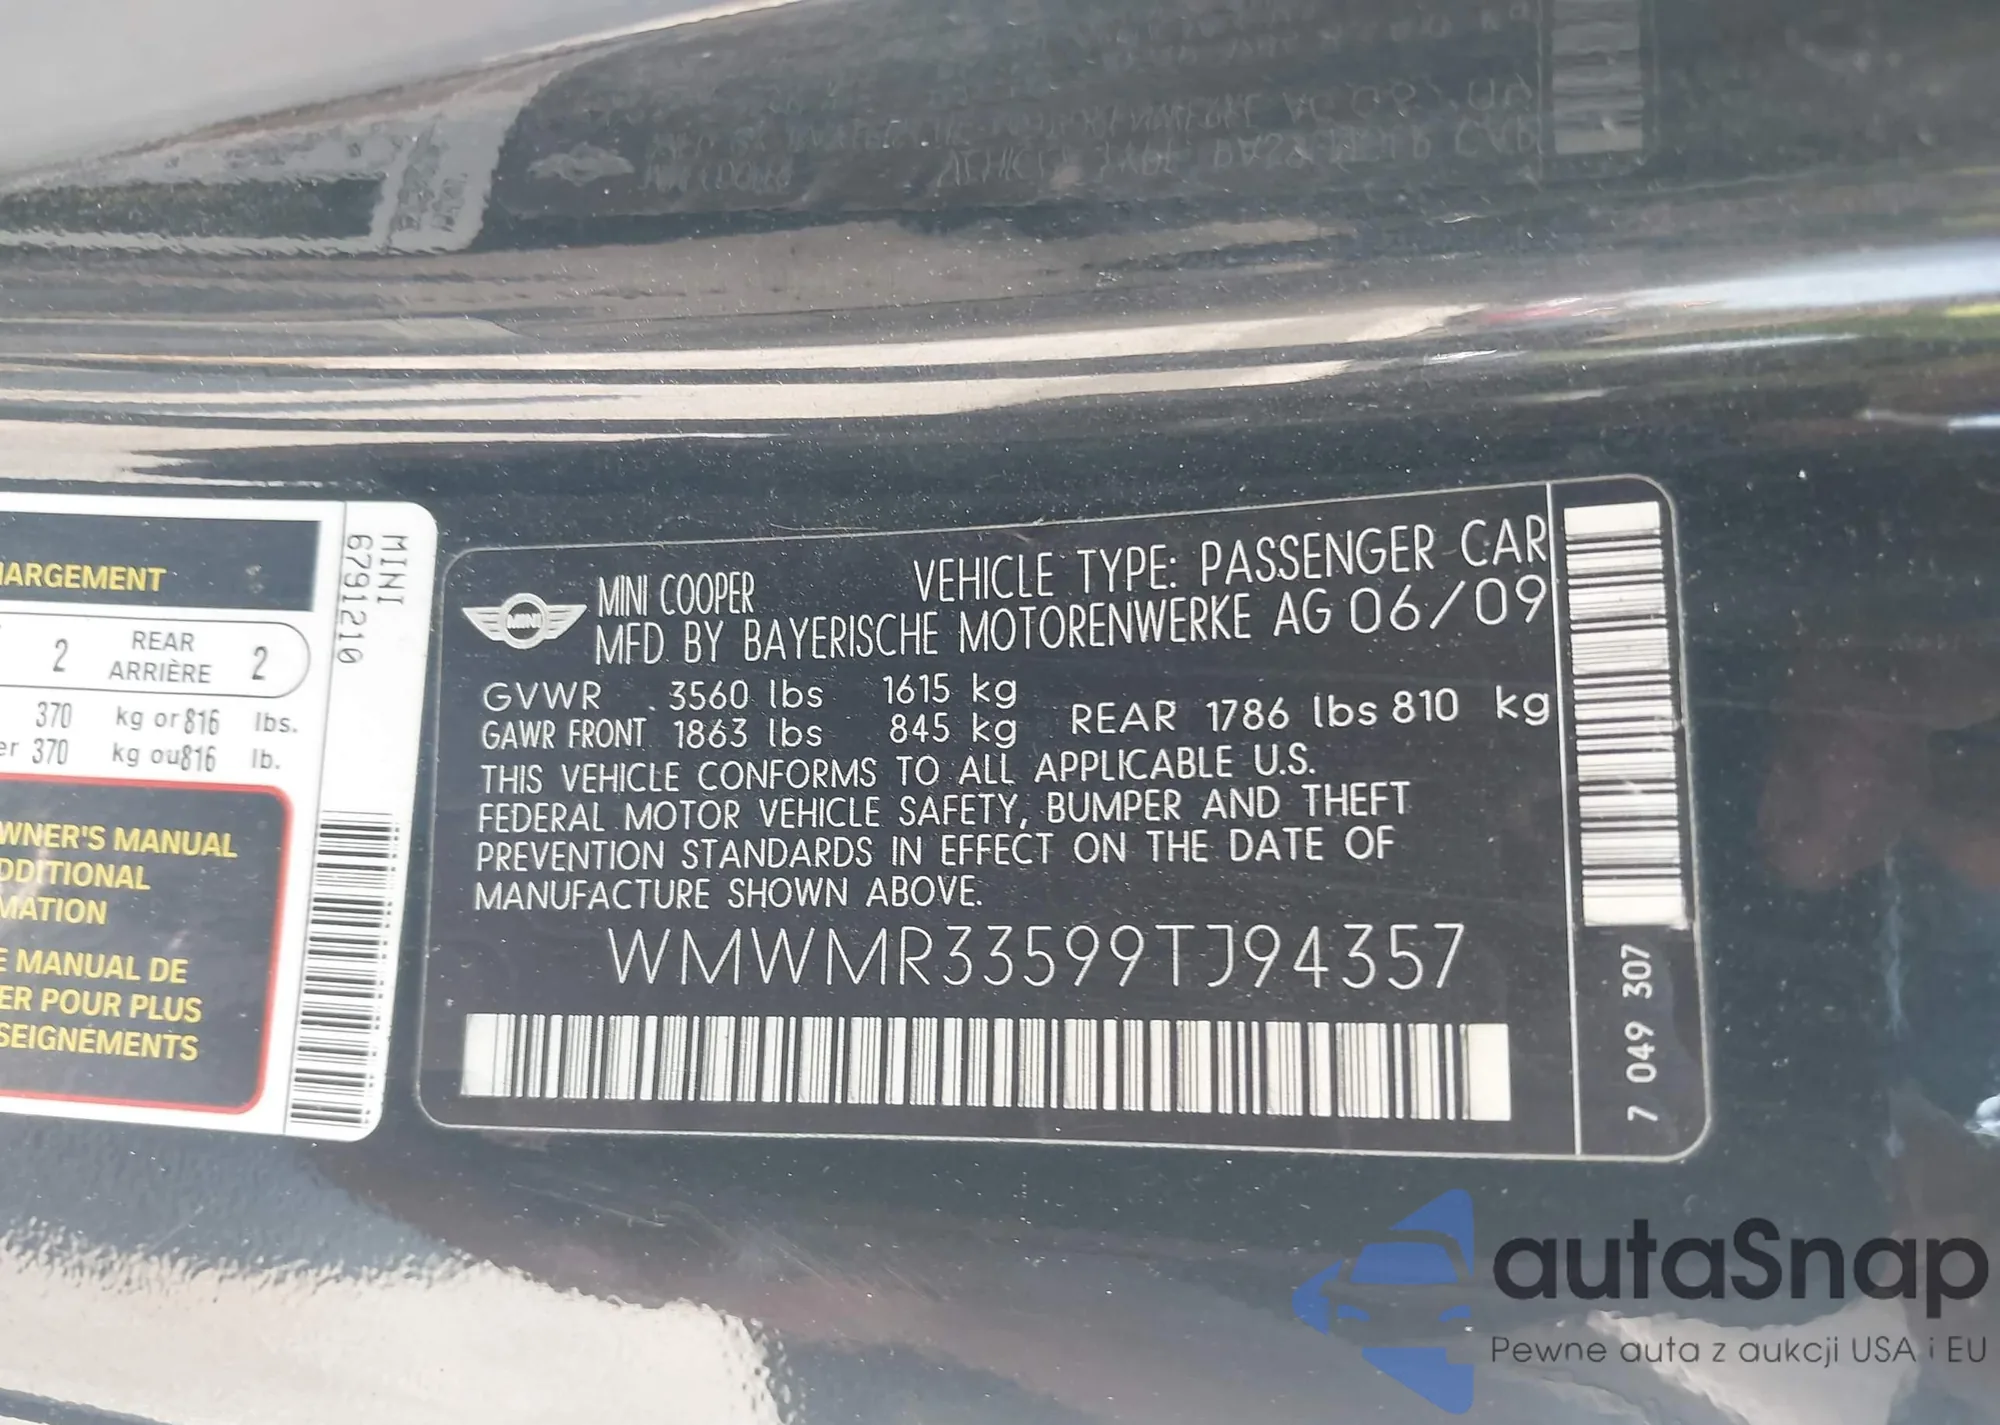 HARGEMENT
2 REAR 2
ARRIÈRE
370 kg or 816 lbs.
er 370 kg ou 816 lb.
WNER'S MANUAL
DDITIONAL
MATION
E MANUAL DE
ER POUR PLUS
SEIGNEMENTS
MINI
6791210
MINI COOPER VEHICLE TYPE: PASSENGER CAR
MINI
MFD BY BAYERISCHE MOTORENWERKE AG 06/09
GVWR 3560 lbs 1615 kg
GAWR FRONT 1863 lbs 845 kg REAR 1786 lbs 810 kg
THIS VEHICLE CONFORMS TO ALL APPLICABLE U.S.
FEDERAL MOTOR VEHICLE SAFETY, BUMPER AND THEFT
PREVENTION STANDARDS IN EFFECT ON THE DATE OF
MANUFACTURE SHOWN ABOVE.
WMWMR33599TJ94357
7 049 307
autaSnap
Pewne auta z aukcji USA i EU